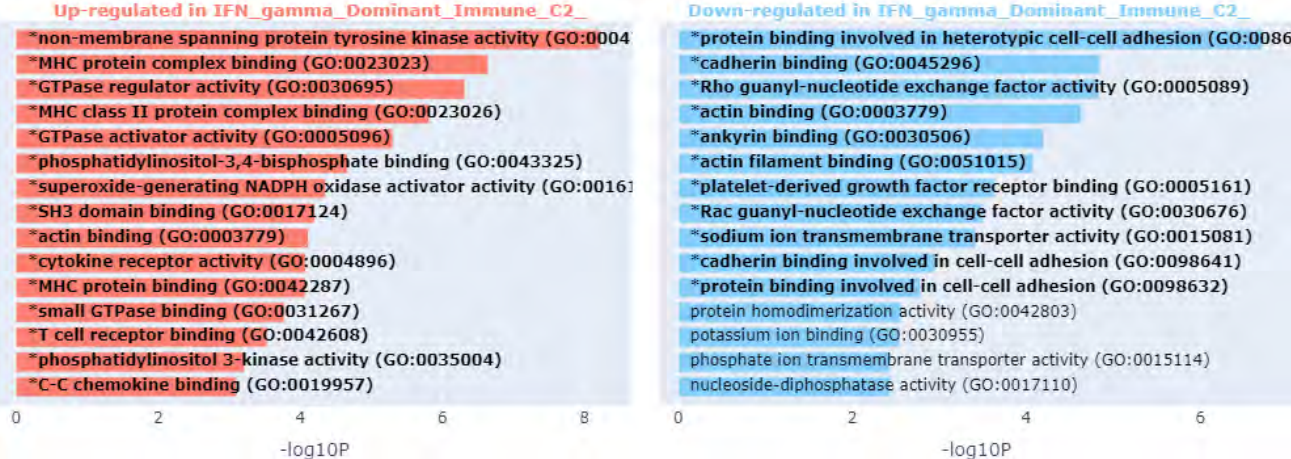 Up-regulated in IFN_gamma_Dominant_Immune_C2_
*non-membrane spanning protein tyrosine kinase activity (GO:0004
*MHC protein complex binding (GO:0023023)
*GTPase regulator activity (GO:0030695)
*MHC class II protein complex binding (GO:0023026)
*GTPase activator activity (GO:0005096)
*phosphatidylinositol-3,4-bisphosphate binding (GO:0043325)
*superoxide-generating NADPH oxidase activator activity (GO:00161
*SH3 domain binding (GO:0017124)
*actin binding (GO:0003779)
*cytokine receptor activity (GO:0004896)
*MHC protein binding (GO:0042287)
*small GTPase binding (GO:0031267)
*T cell receptor binding (GO:0042608)
*phosphatidylinositol 3-kinase activity (GO:0035004)
*C-C chemokine binding (GO:0019957)
0 2 4 6 8
-log10P
Down-regulated in IFN_gamma_Dominant_Immune_C2_
*protein binding involved in heterotypic cell-cell adhesion (GO:0086
*cadherin binding (GO:0045296)
*Rho guanyl-nucleotide exchange factor activity (GO:0005089)
*actin binding (GO:0003779)
*ankyrin binding (GO:0030506)
*actin filament binding (GO:0051015)
*platelet-derived growth factor receptor binding (GO:0005161)
*Rac guanyl-nucleotide exchange factor activity (GO:0030676)
*sodium ion transmembrane transporter activity (GO:0015081)
*cadherin binding involved in cell-cell adhesion (GO:0098641)
*protein binding involved in cell-cell adhesion (GO:0098632)
protein homodimerization activity (GO:0042803)
potassium ion binding (GO:0030955)
phosphate ion transmembrane transporter activity (GO:0015114)
nucleoside-diphosphatase activity (GO:0017110)
0 2 4 6
-log10P